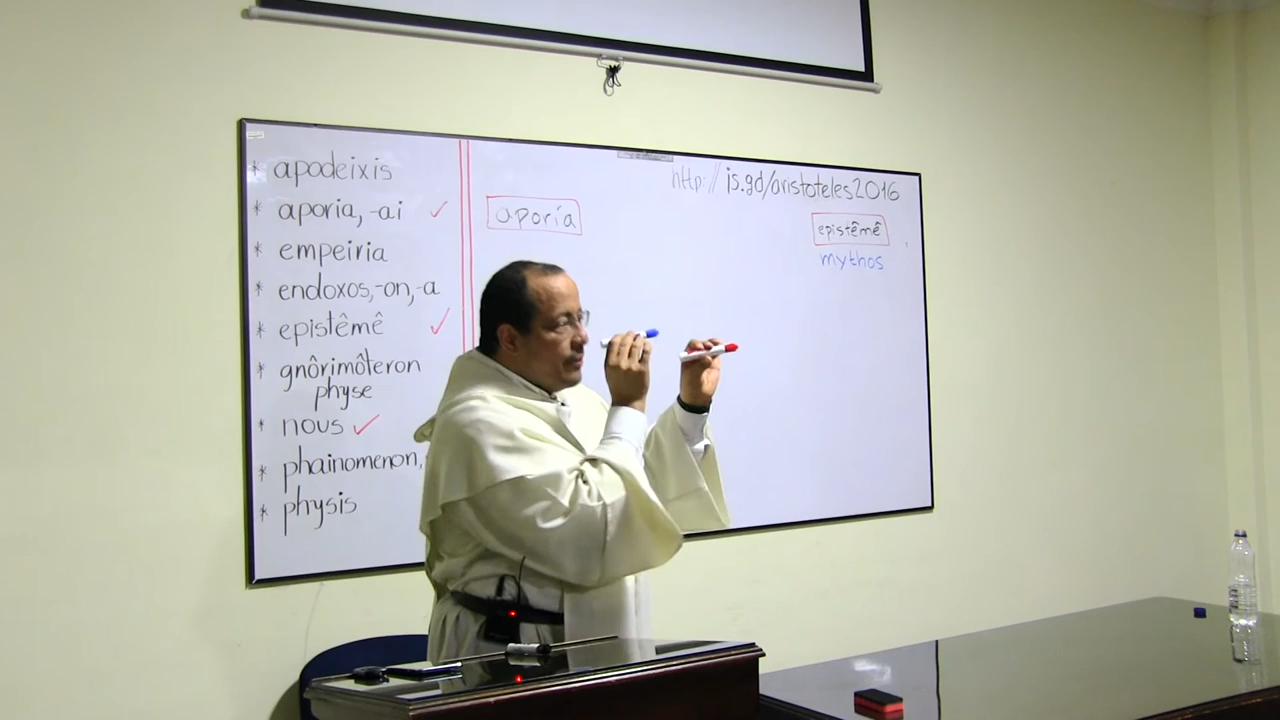 * apodeixis
* aporia, -ai ✓
* empeiria
* endoxos,-on,-a
* epistêmê ✓
* gnôrimôteron
physe
* nous ✓
* phainomenon,
* physis
aporía
http://is.gd/aristoteles2016
epistêmê
mythos